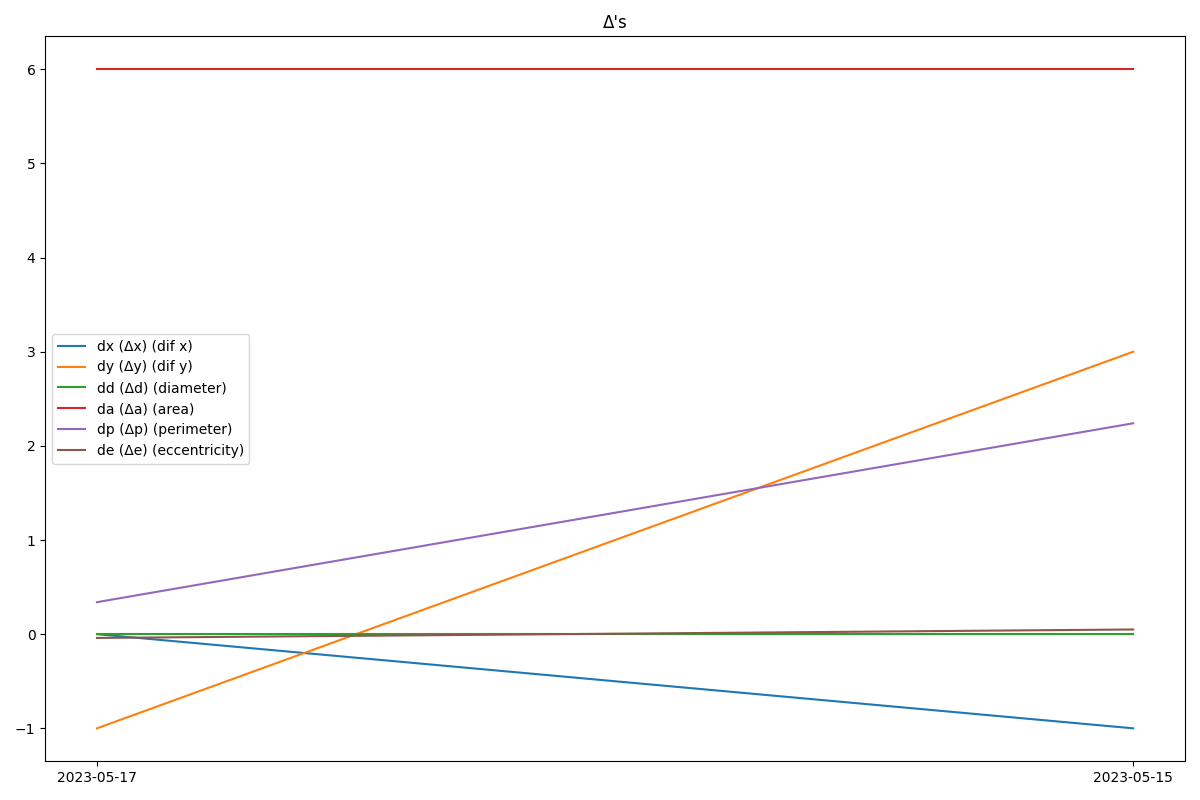 Δ's
6
5
4
3
2
1
0
−1
dx (Δx) (dif x)
dy (Δy) (dif y)
dd (Δd) (diameter)
da (Δa) (area)
dp (Δp) (perimeter)
de (Δe) (eccentricity)
2023-05-17
2023-05-15